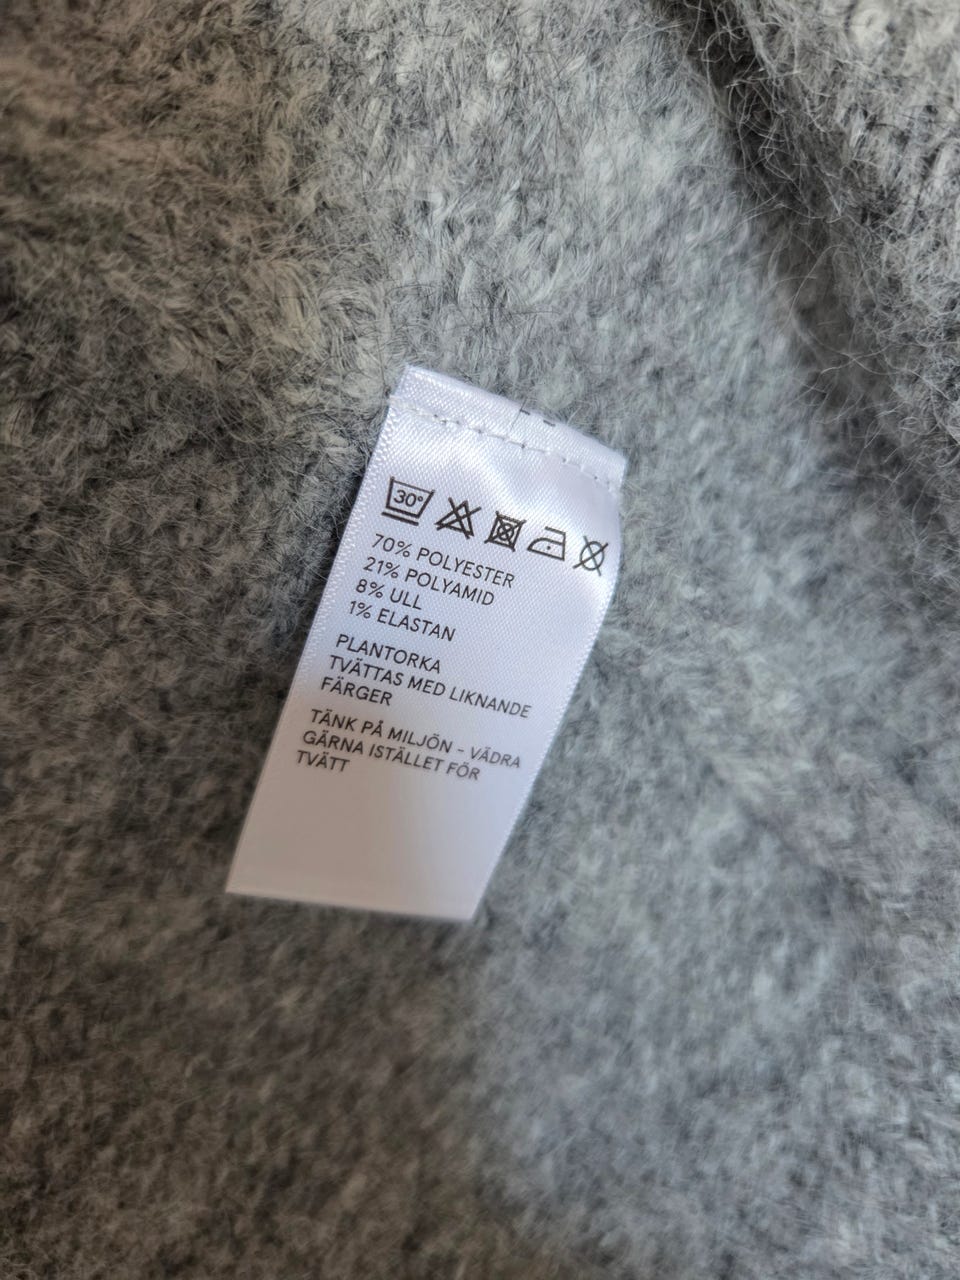 30°
70% POLYESTER
21% POLYAMID
8% ULL
1% ELASTAN
PLANTORKA
TVÄTTAS MED LIKNANDE
FÄRGER
TÄNK PÅ MILJÖN - VÄDRA
GÄRNA ISTÄLLET FÖR
TVÄTT